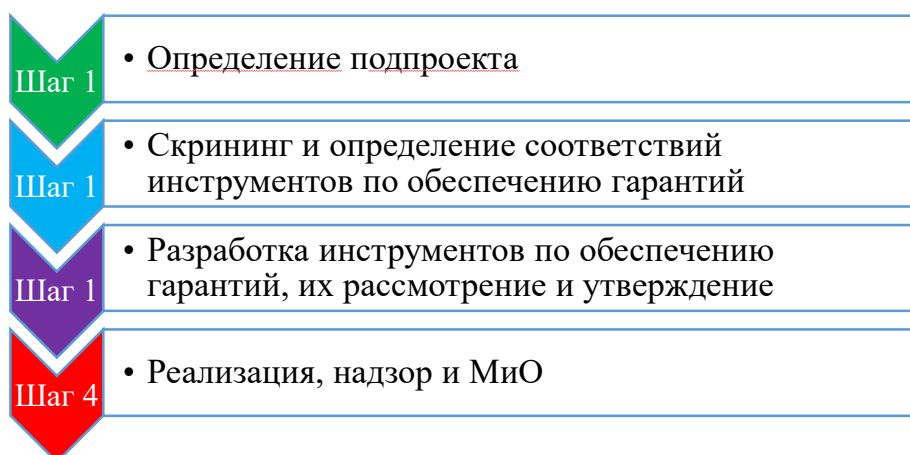 Шаг 1
• Определение подпроекта
Шаг 1
• Скрининг и определение соответствий
инструментов по обеспечению гарантий
Шаг 1
• Разработка инструментов по обеспечению
гарантий, их рассмотрение и утверждение
Шаг 4
• Реализация, надзор и МиО